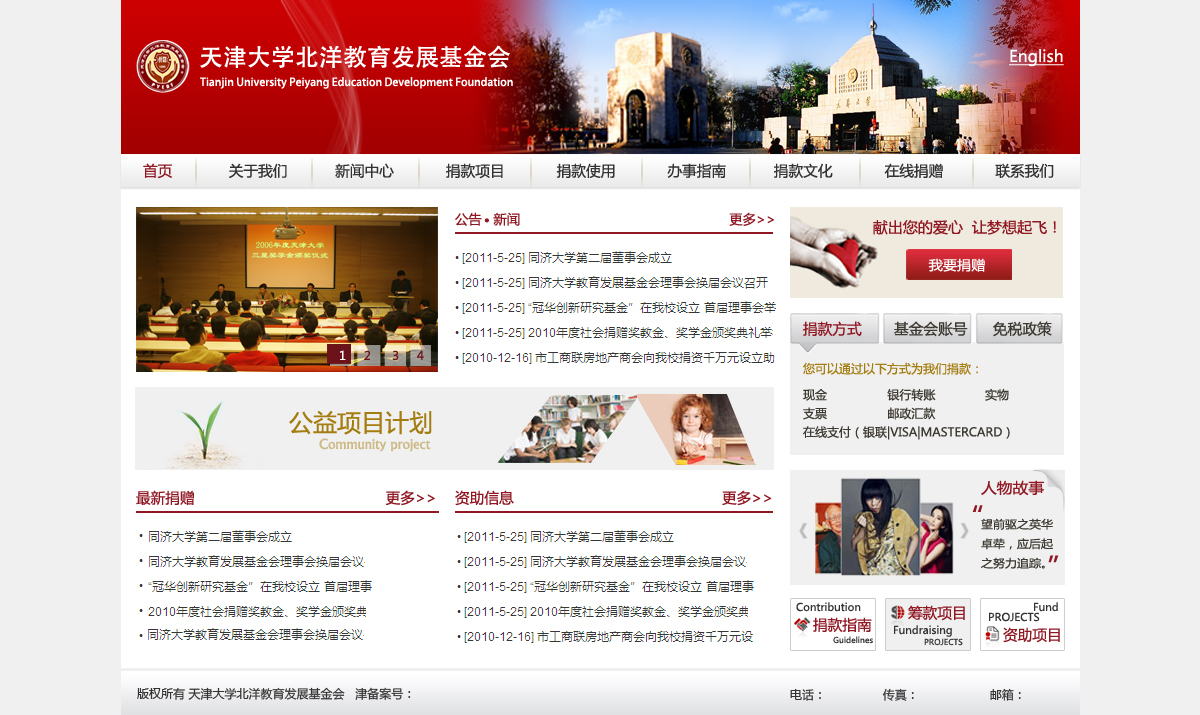 天津大学北洋教育发展基金会
Tianjin University Peiyang Education Development Foundation
English
首页 关于我们 新闻中心 捐款项目 捐款使用 办事指南 捐款文化 在线捐赠 联系我们
2006年度天津大学
三星奖学金颁奖仪式
1 2 3 4
公告 • 新闻 更多>>
• [2011-5-25] 同济大学第二届董事会成立
• [2011-5-25] 同济大学教育发展基金会理事会换届会议召开
• [2011-5-25] “冠华创新研究基金”在我校设立 首届理事会举
• [2011-5-25] 2010年度社会捐赠奖教金、奖学金颁奖典礼举
• [2010-12-16] 市工商联房地产商会向我校捐资千万元设立助
献出您的爱心 让梦想起飞！
我要捐赠
捐款方式 基金会账号 免税政策
您可以通过以下方式为我们捐款：
现金 银行转账 实物
支票 邮政汇款
在线支付（银联|VISA|MASTERCARD）
公益项目计划
Community project
最新捐赠 更多>>
• 同济大学第二届董事会成立
• 同济大学教育发展基金会理事会换届会议
• “冠华创新研究基金”在我校设立 首届理事
• 2010年度社会捐赠奖教金、奖学金颁奖典
• 同济大学教育发展基金会理事会换届会议
资助信息 更多>>
• [2011-5-25] 同济大学第二届董事会成立
• [2011-5-25] 同济大学教育发展基金会理事会换届会议
• [2011-5-25] “冠华创新研究基金”在我校设立 首届理事
• [2011-5-25] 2010年度社会捐赠奖教金、奖学金颁奖典
• [2010-12-16] 市工商联房地产商会向我校捐资千万元设
人物故事
“望前驱之英华
卓荦，应后起
之努力追踪。”
Contribution
捐款指南
Guidelines
筹款项目
Fundraising
PROJECTS
Fund
PROJECTS
资助项目
版权所有 天津大学北洋教育发展基金会 津备案号：
电话： 传真： 邮箱：